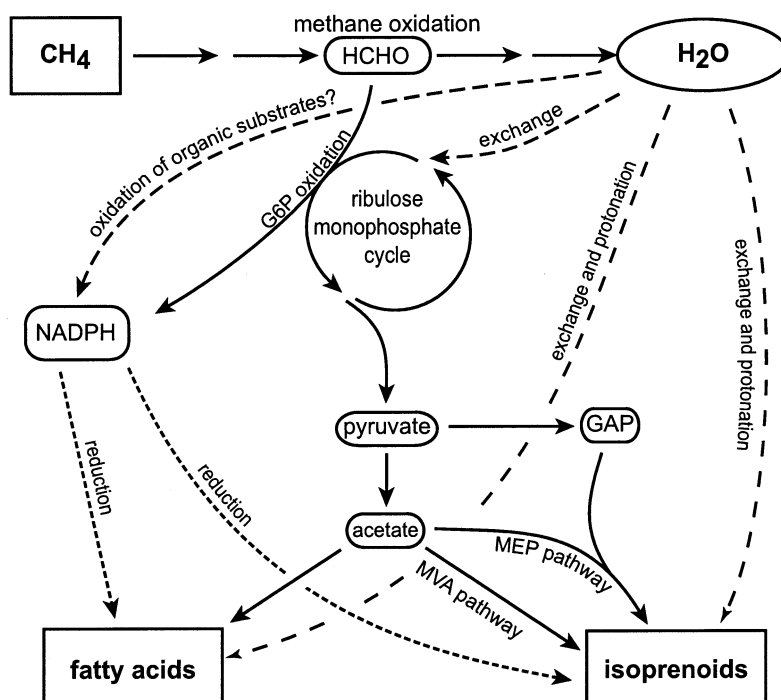 methane oxidation
CH4
HCHO
H2O
oxidation of organic substrates?
exchange
G6P oxidation
ribulose
monophosphate
cycle
exchange and protonation
exchange and protonation
NADPH
pyruvate
GAP
reduction
reduction
acetate
MEP pathway
MVA pathway
fatty acids
isoprenoids